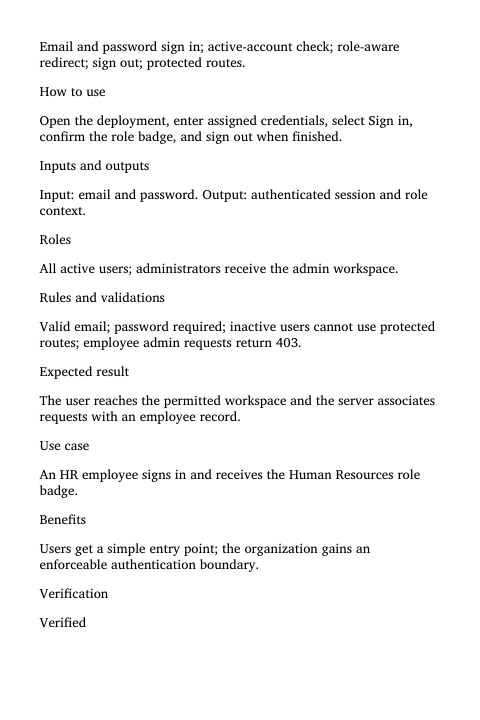 Email and password sign in; active-account check; role-aware
redirect; sign out; protected routes.
How to use
Open the deployment, enter assigned credentials, select Sign in,
confirm the role badge, and sign out when finished.
Inputs and outputs
Input: email and password. Output: authenticated session and role
context.
Roles
All active users; administrators receive the admin workspace.
Rules and validations
Valid email; password required; inactive users cannot use protected
routes; employee admin requests return 403.
Expected result
The user reaches the permitted workspace and the server associates
requests with an employee record.
Use case
An HR employee signs in and receives the Human Resources role
badge.
Benefits
Users get a simple entry point; the organization gains an
enforceable authentication boundary.
Verification
Verified